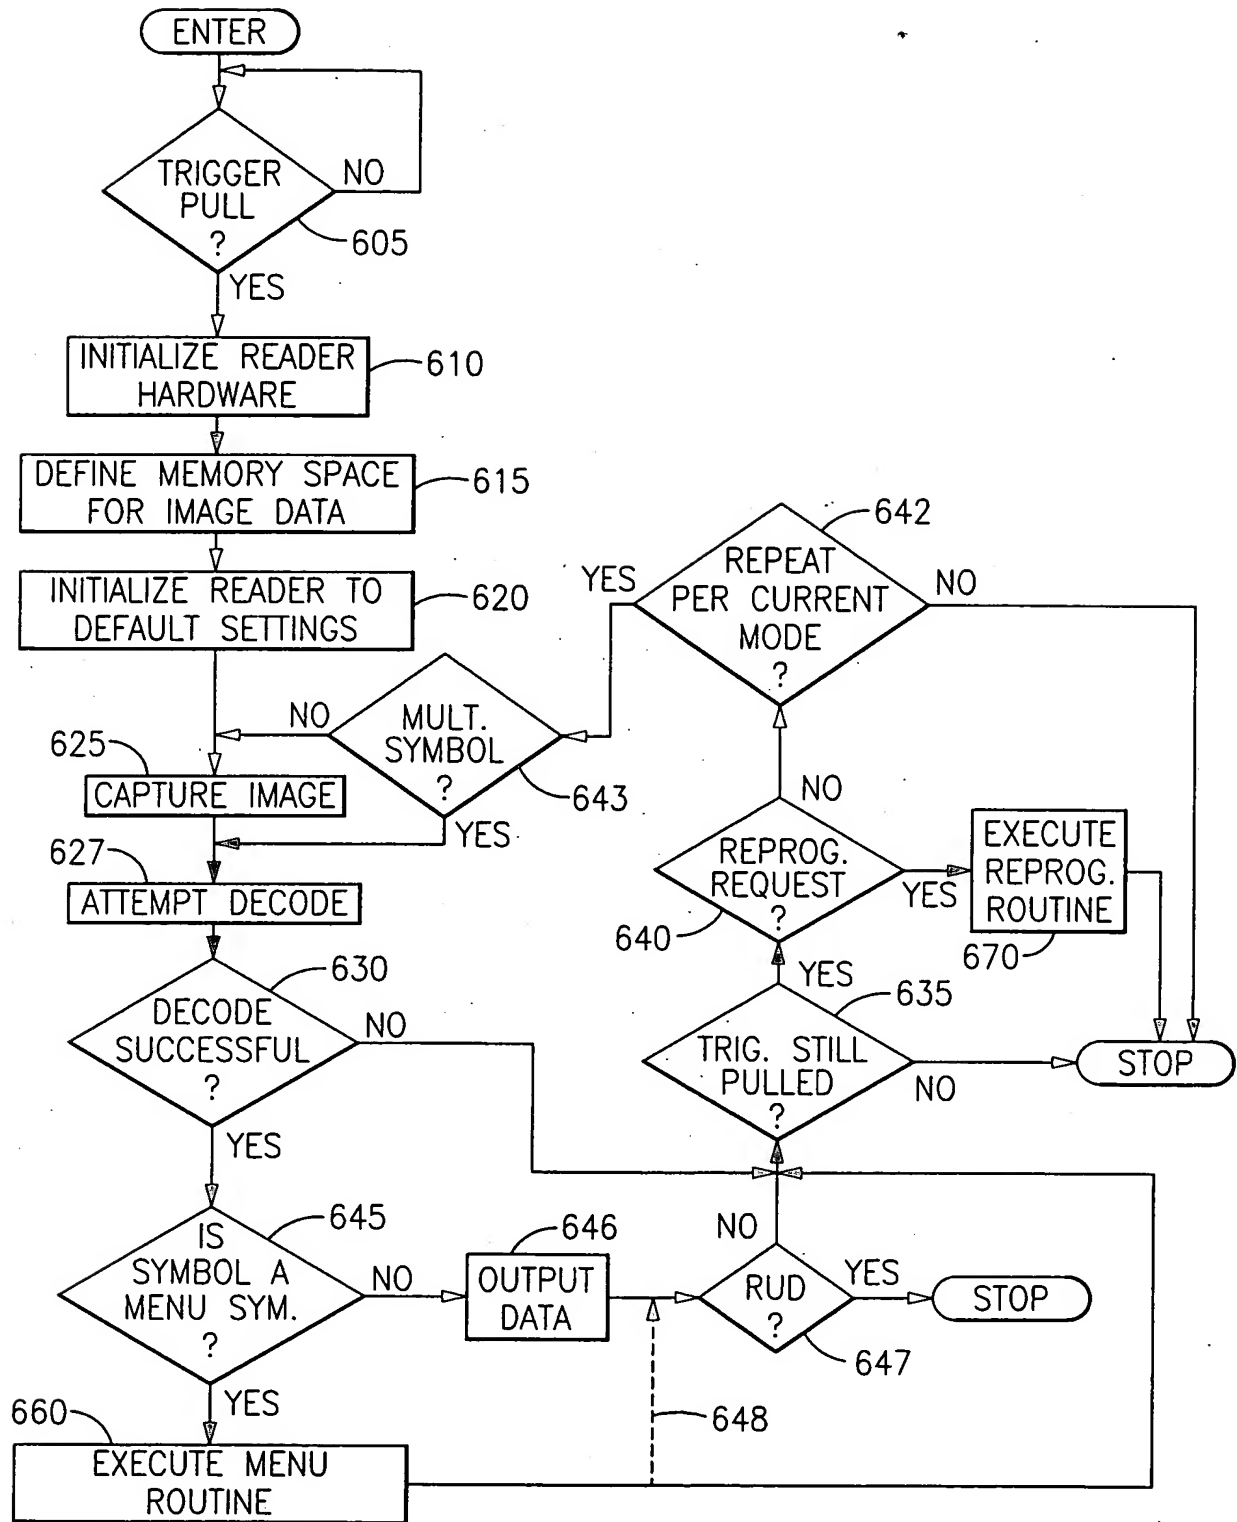 ENTER
TRIGGER
PULL
?
NO
605
YES
INITIALIZE READER
HARDWARE
610
DEFINE MEMORY SPACE
FOR IMAGE DATA
615
INITIALIZE READER TO
DEFAULT SETTINGS
620
642
REPEAT
PER CURRENT
MODE
?
YES
NO
MULT.
SYMBOL
?
NO
643
YES
625
CAPTURE IMAGE
627
ATTEMPT DECODE
NO
REPROG.
REQUEST
?
640
YES
EXECUTE
REPROG.
ROUTINE
670
630
DECODE
SUCCESSFUL
?
NO
YES
YES
635
TRIG. STILL
PULLED
?
NO
STOP
645
IS
SYMBOL A
MENU SYM.
?
NO
646
OUTPUT
DATA
NO
RUD
?
YES
647
STOP
YES
648
660
EXECUTE MENU
ROUTINE